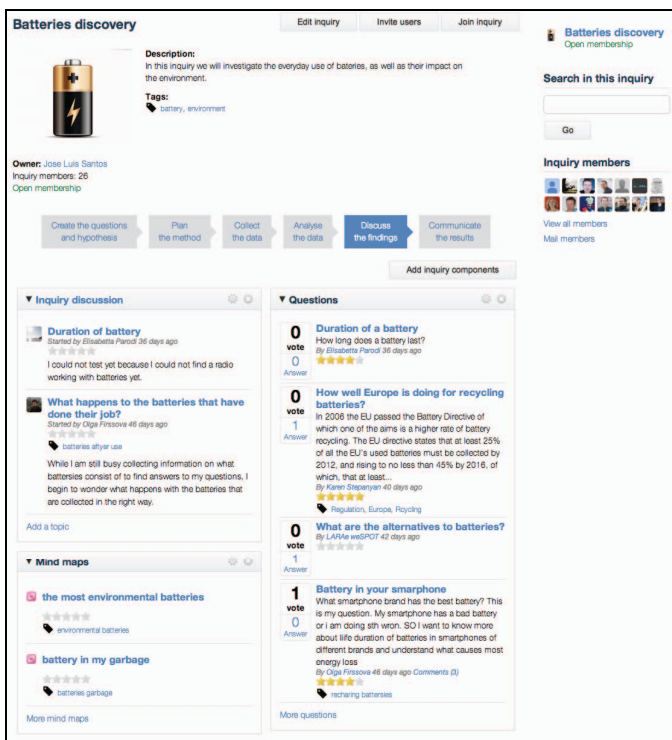 Batteries discovery
Edit inquiry
Invite users
Join inquiry
Description:
In this inquiry we will investigate the everyday use of bateries, as well as their impact on
the environment.
Tags:
battery, environment
Owner: Jose Luis Santos
Inquiry members: 26
Open membership
Create the questions
and hypothesis
Plan
the method
Collect
the data
Analyse
the data
Discuss
the findings
Communicate
the results
Add inquiry components
▼ Inquiry discussion
Duration of battery
Started by Elisabetta Parodi 36 days ago
I could not test yet because I could not find a radio
working with batteries yet.
What happens to the batteries that have
done their job?
Started by Olga Firssova 46 days ago
batteries aftyer use
While I am still busy collecting information on what
battersies consist of to find answers to my questions, I
begin to wonder what happens with the batteries that
are collected in the right way.
Add a topic
▼ Mind maps
the most environmental batteries
environmental batteries
battery in my garbage
batteries garbage
More mind maps
▼ Questions
0
vote
0
Answer
Duration of a battery
How long does a battery last?
By Elisabetta Parodi 36 days ago
0
vote
1
Answer
How well Europe is doing for recycling
batteries?
In 2006 the EU passed the Battery Directive of
which one of the aims is a higher rate of battery
recycling. The EU directive states that at least 25%
of all the EU's used batteries must be collected by
2012, and rising to no less than 45% by 2016, of
which, that at least...
By Karen Stepanyan 40 days ago
Regulation, Europe, Rcycling
0
vote
1
Answer
What are the alternatives to batteries?
By LARAe weSPOT 42 days ago
1
vote
0
Answer
Battery in your smarphone
What smartphone brand has the best battery? This
is my question. My smartphone has a bad battery
or i am doing sth wron. SO I want to know more
about life duration of batteries in smartphones of
different brands and understand what causes most
energy loss
By Olga Firssova 46 days ago Comments (3)
recharing battersies
More questions
Batteries discovery
Open membership
Search in this inquiry
Go
Inquiry members
View all members
Mail members